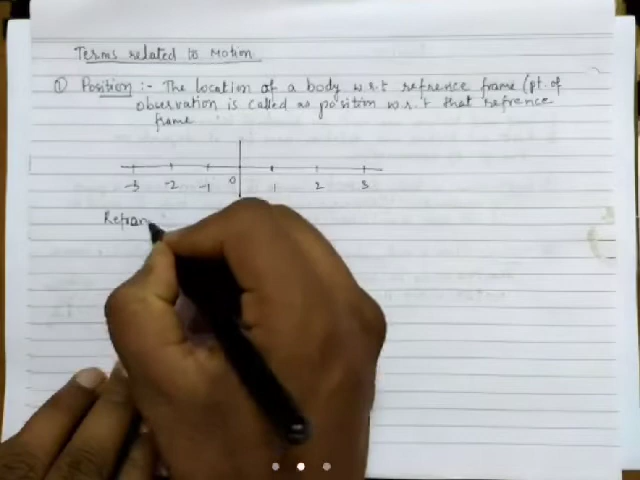 Terms related to Motion
① Position :- The location of a body w.r.t refrence frame (pt. of
observation is called as position w.r.t that refrence
frame
-3 -2 -1 0 1 2 3
Refran